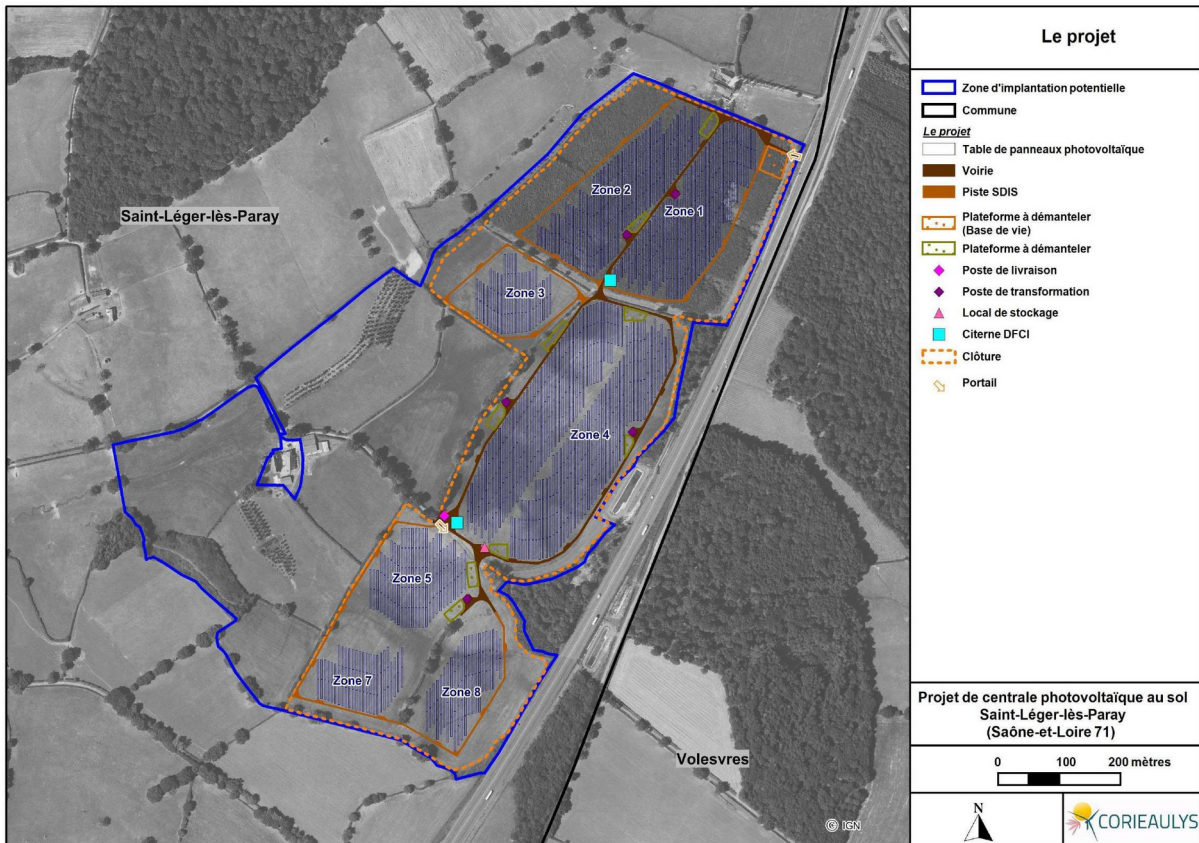 Le projet
Zone d'implantation potentielle
Commune
Le projet
Table de panneaux photovoltaïque
Voirie
Piste SDIS
Plateforme à démanteler
(Base de vie)
Plateforme à démanteler
Poste de livraison
Poste de transformation
Local de stockage
Citerne DFCI
Clôture
Portail
Saint-Léger-lès-Paray
Zone 2
Zone 1
Zone 3
Zone 4
Zone 5
Zone 7
Zone 8
Volesvres
© IGN
Projet de centrale photovoltaïque au sol
Saint-Léger-lès-Paray
(Saône-et-Loire 71)
0 100 200 mètres
N
CORIEAULYS